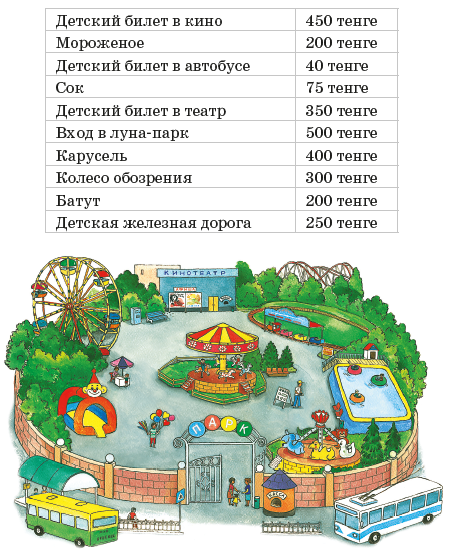 Детский билет в кино 450 тенге
Мороженое 200 тенге
Детский билет в автобусе 40 тенге
Сок 75 тенге
Детский билет в театр 350 тенге
Вход в луна-парк 500 тенге
Карусель 400 тенге
Колесо обозрения 300 тенге
Батут 200 тенге
Детская железная дорога 250 тенге
КИНОТЕАТР
ПАРК